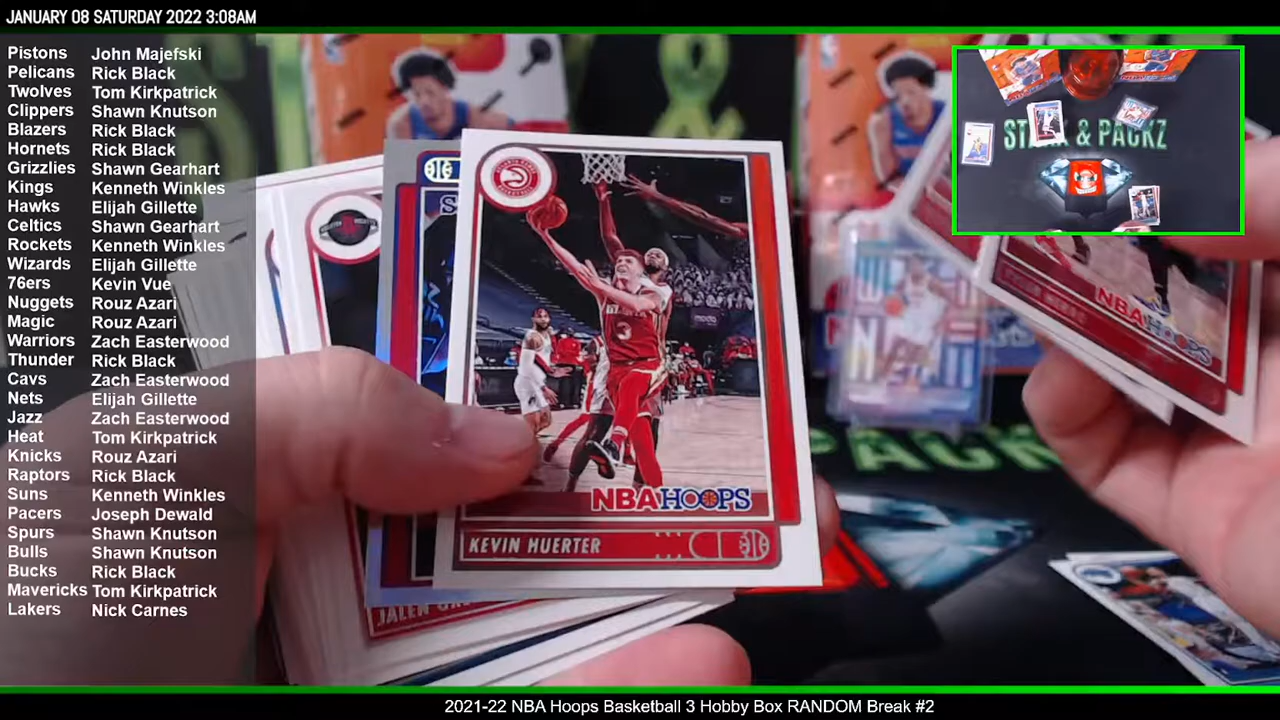 JANUARY 08 SATURDAY 2022 3:08AM
Pistons John Majefski
Pelicans Rick Black
Twolves Tom Kirkpatrick
Clippers Shawn Knutson
Blazers Rick Black
Hornets Rick Black
Grizzlies Shawn Gearhart
Kings Kenneth Winkles
Hawks Elijah Gillette
Celtics Shawn Gearhart
Rockets Kenneth Winkles
Wizards Elijah Gillette
76ers Kevin Vue
Nuggets Rouz Azari
Magic Rouz Azari
Warriors Zach Easterwood
Thunder Rick Black
Cavs Zach Easterwood
Nets Elijah Gillette
Jazz Zach Easterwood
Heat Tom Kirkpatrick
Knicks Rouz Azari
Raptors Rick Black
Suns Kenneth Winkles
Pacers Joseph Dewald
Spurs Shawn Knutson
Bulls Shawn Knutson
Bucks Rick Black
Mavericks Tom Kirkpatrick
Lakers Nick Carnes
NBA HOOPS
KEVIN HUERTER
JALEN
NBA HOOPS
& PACKZ
2021-22 NBA Hoops Basketball 3 Hobby Box RANDOM Break #2